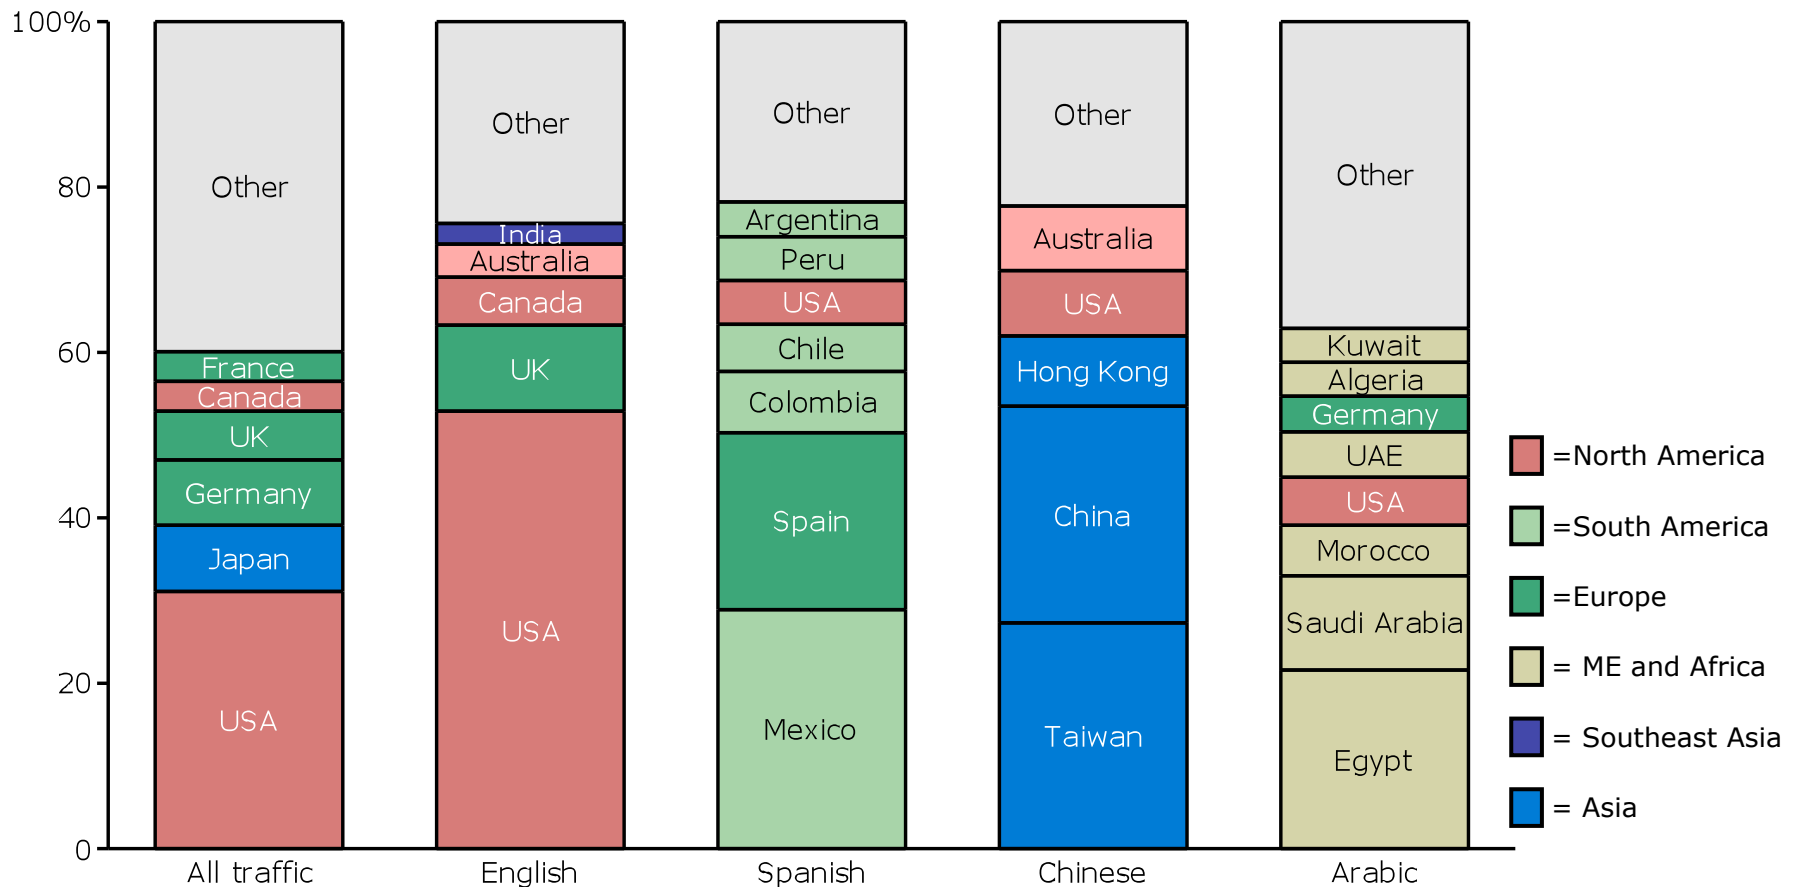 100%
80
60
40
20
0
Other
France
Canada
UK
Germany
Japan
USA
All traffic
Other
India
Australia
Canada
UK
USA
English
Other
Argentina
Peru
USA
Chile
Colombia
Spain
Mexico
Spanish
Other
Australia
USA
Hong Kong
China
Taiwan
Chinese
Other
Kuwait
Algeria
Germany
UAE
USA
Morocco
Saudi Arabia
Egypt
Arabic
=North America
=South America
=Europe
= ME and Africa
= Southeast Asia
= Asia